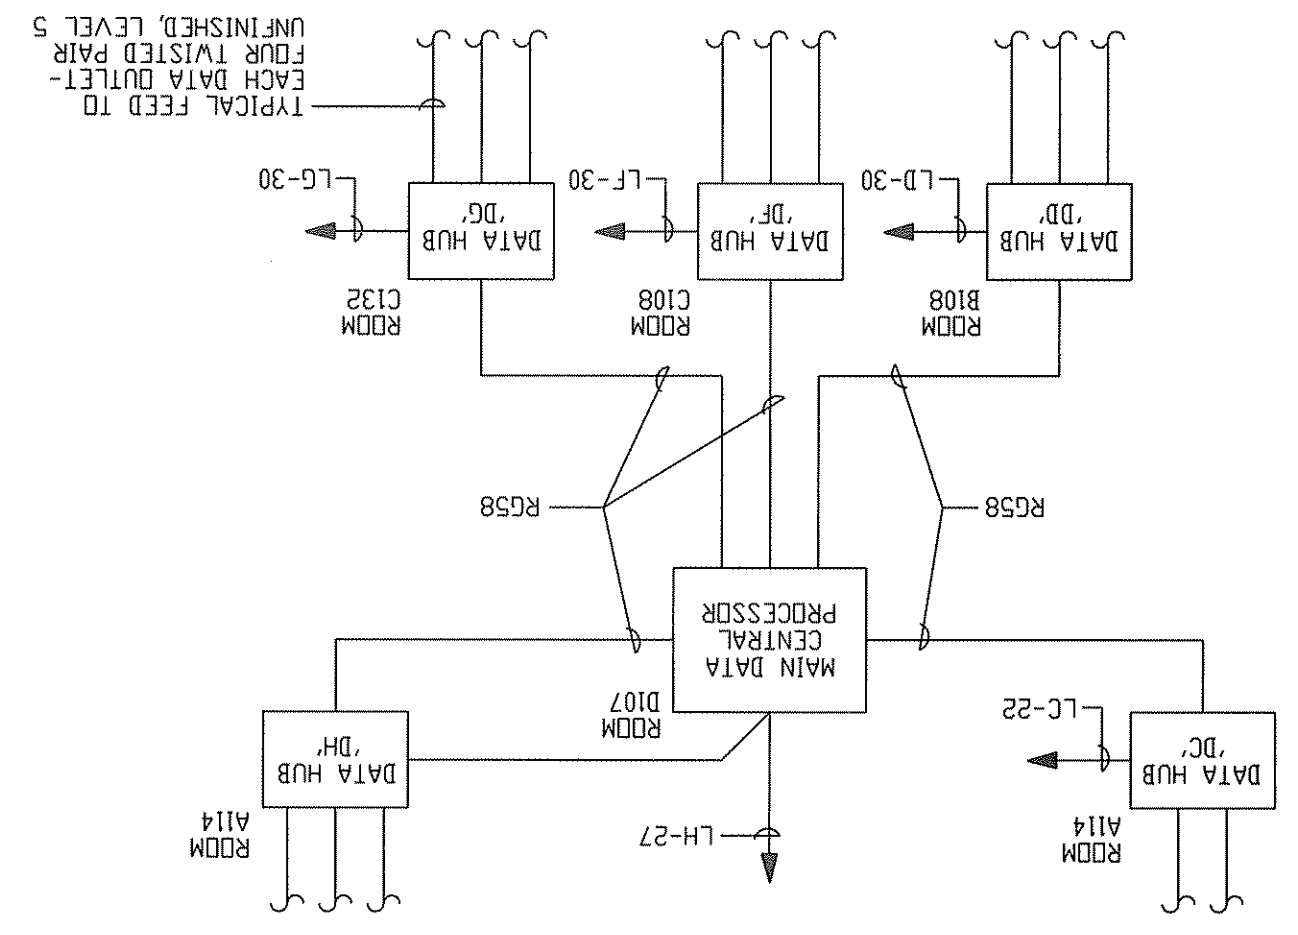 ROOM
A114
LH-27
ROOM
A114
DATA HUB
'DC'
LC-22
DATA HUB
'DH'
ROOM
D107
MAIN DATA
CENTRAL
PROCESSOR
RG58
RG58
ROOM
B108
ROOM
C108
ROOM
C132
DATA HUB
'DD'
LD-30
DATA HUB
'DF'
LF-30
DATA HUB
'DG'
LG-30
TYPICAL FEED TO
EACH DATA OUTLET-
FOUR TWISTED PAIR
UNFINISHED, LEVEL 5